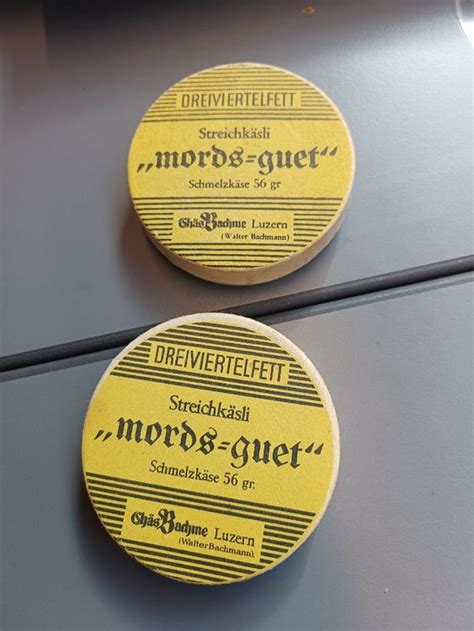 DREIVIERTELFETT
Streichkäsli
„mords=guet“
Schmelzkäse 56 gr
Chäs Bachme Luzern
(Walter Bachmann)
DREIVIERTELFETT
Streichkäsli
„mords=guet“
Schmelzkäse 56 gr.
Chäs Bachme Luzern
(Walter Bachmann).